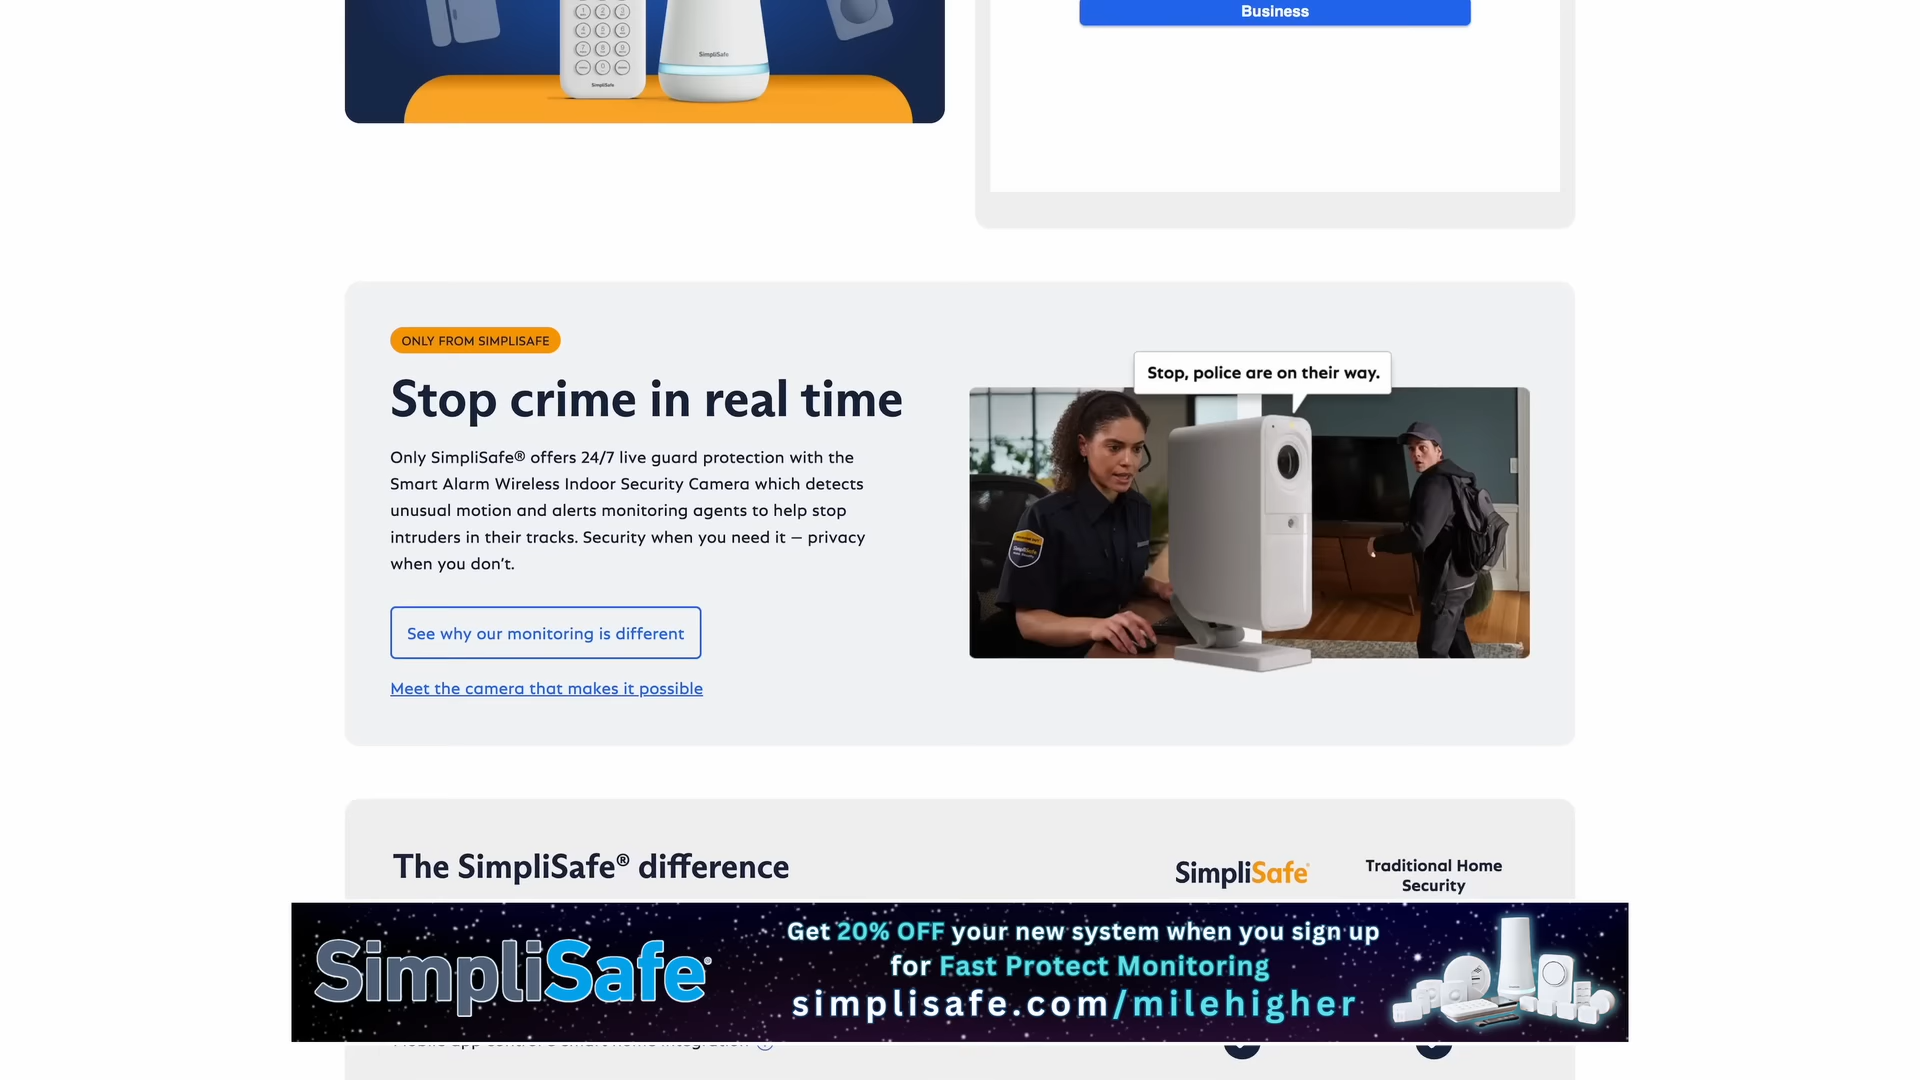 Business
SimpliSafe
SimpliSafe
ONLY FROM SIMPLISAFE
Stop crime in real time
Only SimpliSafe® offers 24/7 live guard protection with the
Smart Alarm Wireless Indoor Security Camera which detects
unusual motion and alerts monitoring agents to help stop
intruders in their tracks. Security when you need it – privacy
when you don't.
See why our monitoring is different
Meet the camera that makes it possible
Stop, police are on their way.
The SimpliSafe® difference
SimpliSafe
Traditional Home
Security
SimpliSafe®
Get 20% OFF your new system when you sign up
for Fast Protect Monitoring
simplisafe.com/milehigher